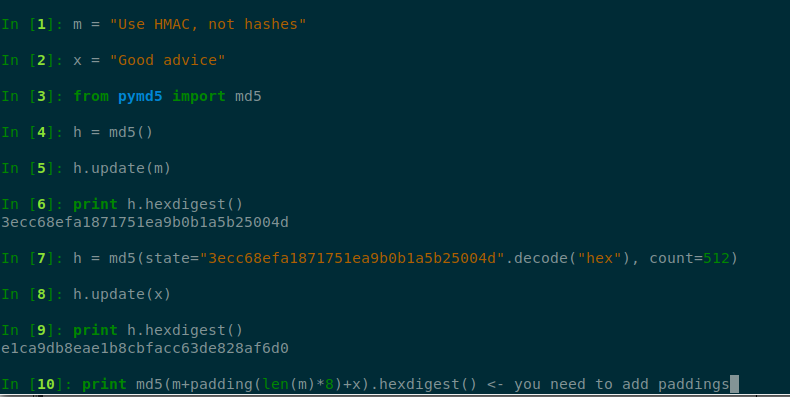 In [1]: m = "Use HMAC, not hashes"
In [2]: x = "Good advice"
In [3]: from pymd5 import md5
In [4]: h = md5()
In [5]: h.update(m)
In [6]: print h.hexdigest()
3ecc68efa1871751ea9b0b1a5b25004d
In [7]: h = md5(state="3ecc68efa1871751ea9b0b1a5b25004d".decode("hex"), count=512)
In [8]: h.update(x)
In [9]: print h.hexdigest()
e1ca9db8eae1b8cbfacc63de828af6d0
In [10]: print md5(m+padding(len(m)*8)+x).hexdigest() <- you need to add paddings